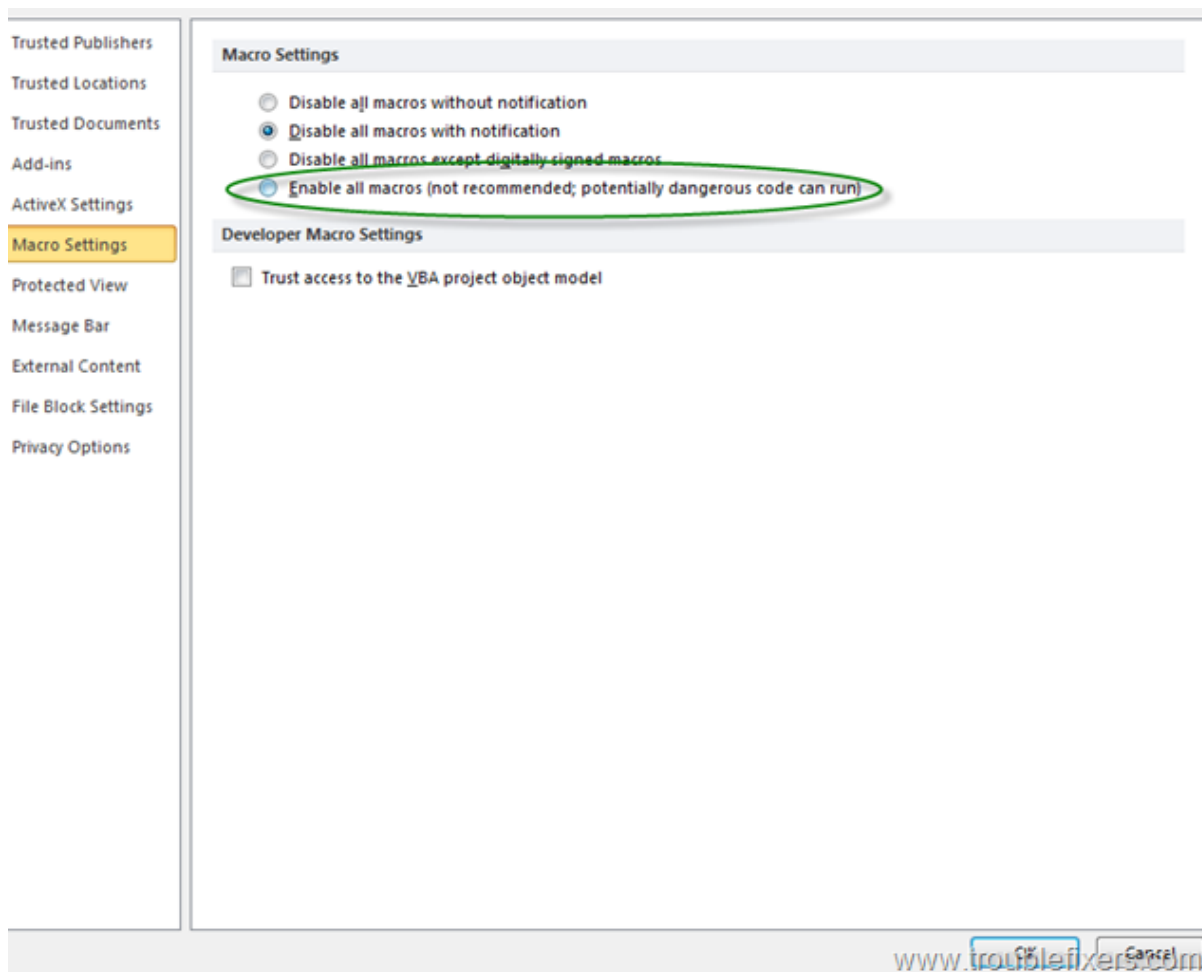 Trusted Publishers
Trusted Locations
Trusted Documents
Add-ins
ActiveX Settings
Macro Settings
Protected View
Message Bar
External Content
File Block Settings
Privacy Options
Macro Settings
Disable all macros without notification
Disable all macros with notification
Disable all macros except digitally signed macros
Enable all macros (not recommended; potentially dangerous code can run)
Developer Macro Settings
Trust access to the VBA project object model
OK
Cancel
www.troublefixers.com